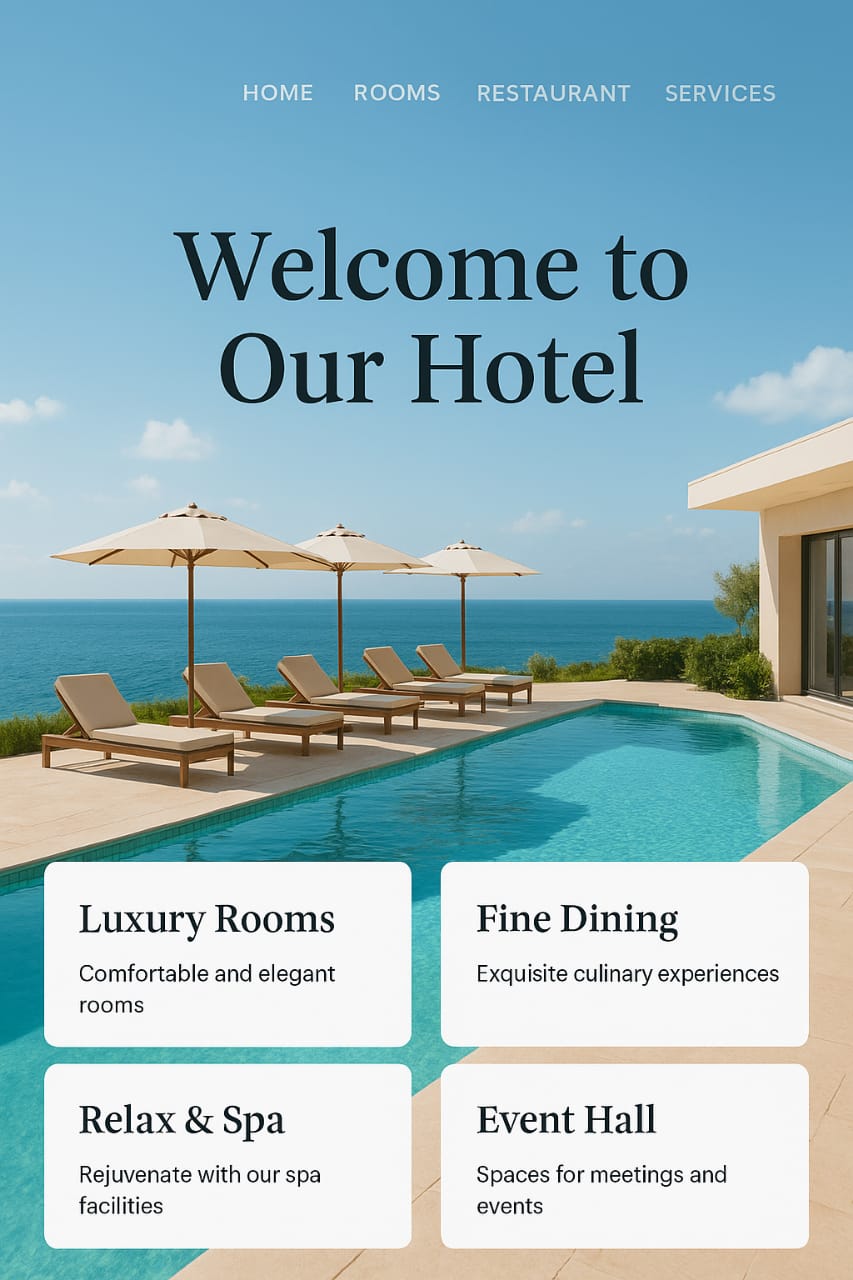 HOME ROOMS RESTAURANT SERVICES
Welcome to
Our Hotel
Luxury Rooms
Comfortable and elegant
rooms
Fine Dining
Exquisite culinary experiences
Relax & Spa
Rejuvenate with our spa
facilities
Event Hall
Spaces for meetings and
events